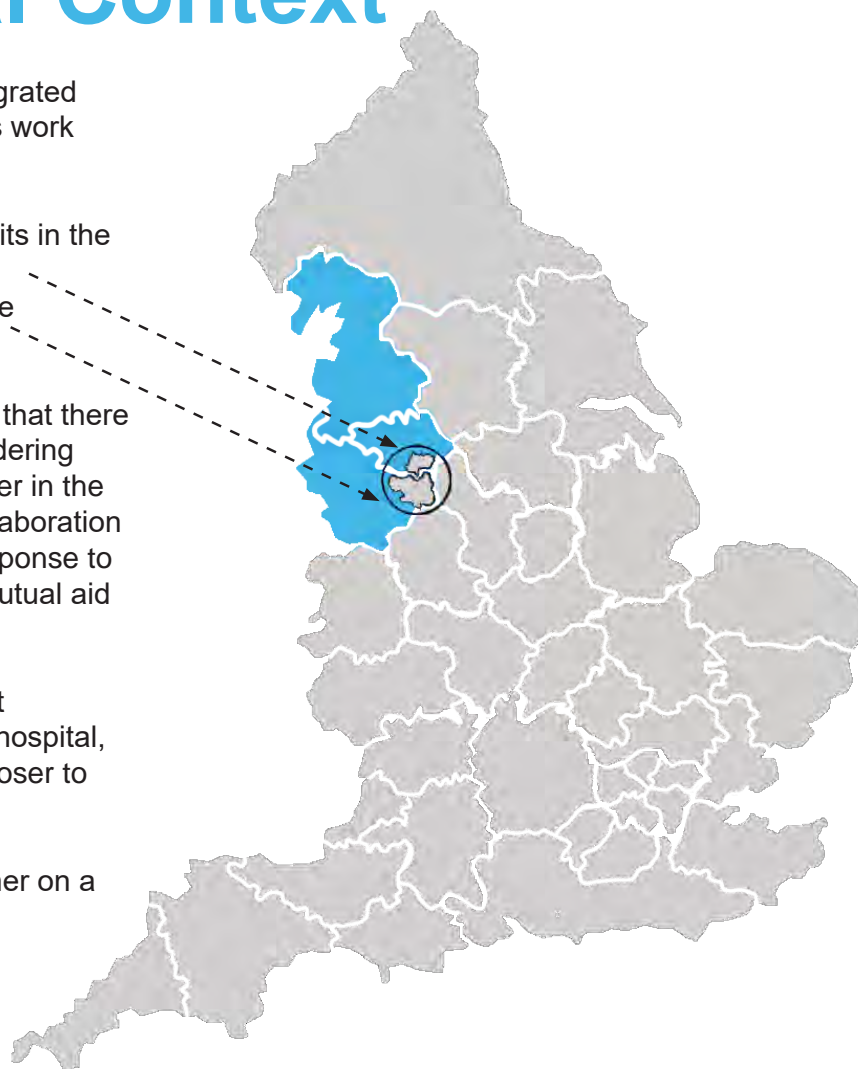 Context
grated
s work
its in the
e
that there
dering
er in the
aboration
ponse to
utual aid
t
hospital,
oser to
her on a